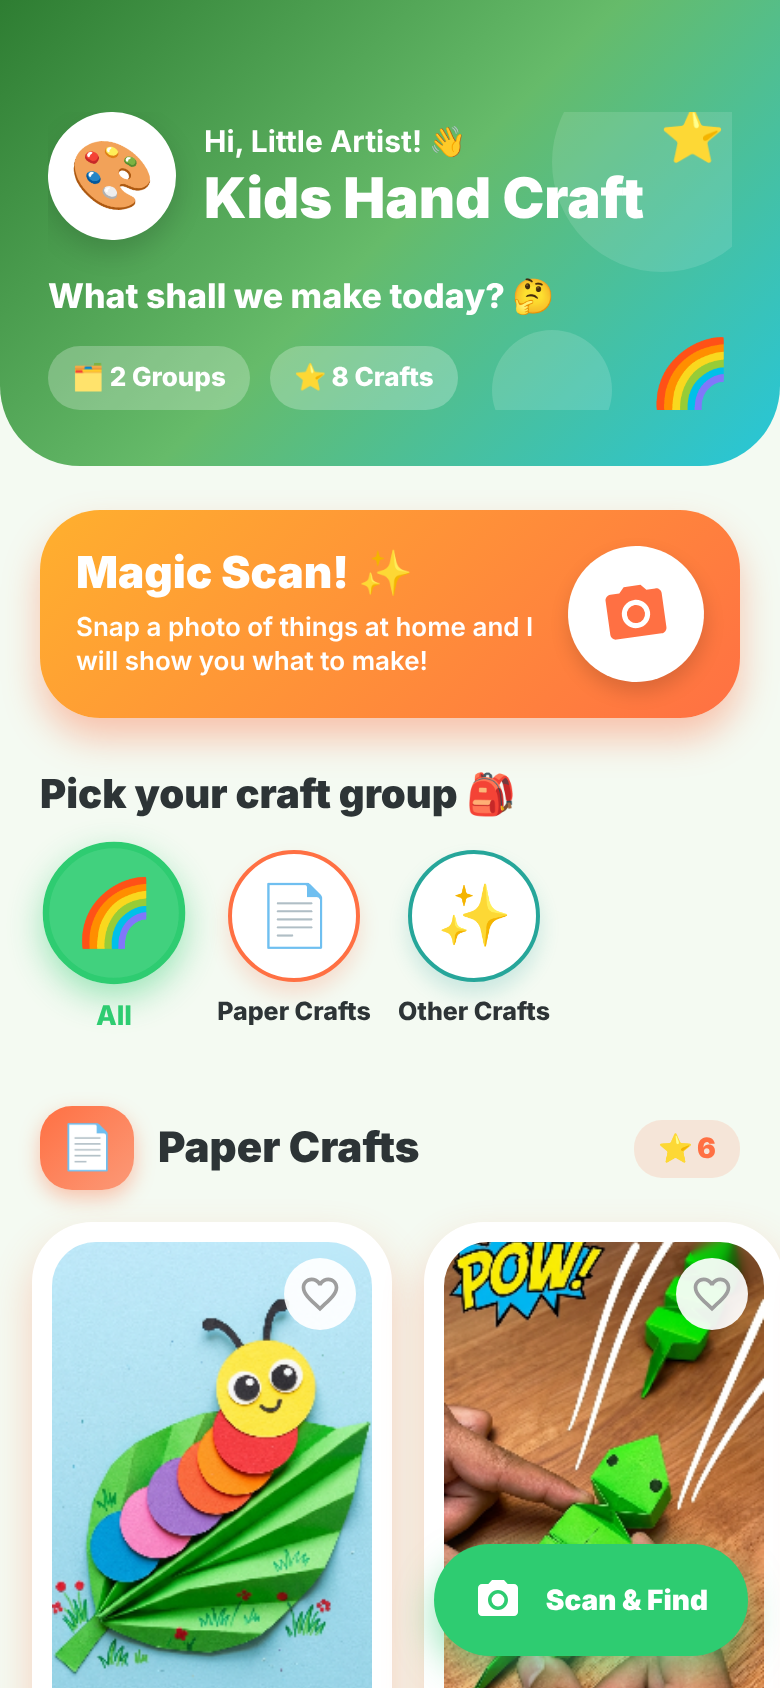 Hi, Little Artist! 👋
Kids Hand Craft
What shall we make today? 🤔
🗂️ 2 Groups
⭐ 8 Crafts
Magic Scan! ✨
Snap a photo of things at home and I
will show you what to make!
Pick your craft group 🎒
All
Paper Crafts
Other Crafts
Paper Crafts
⭐ 6
POW!
Scan & Find